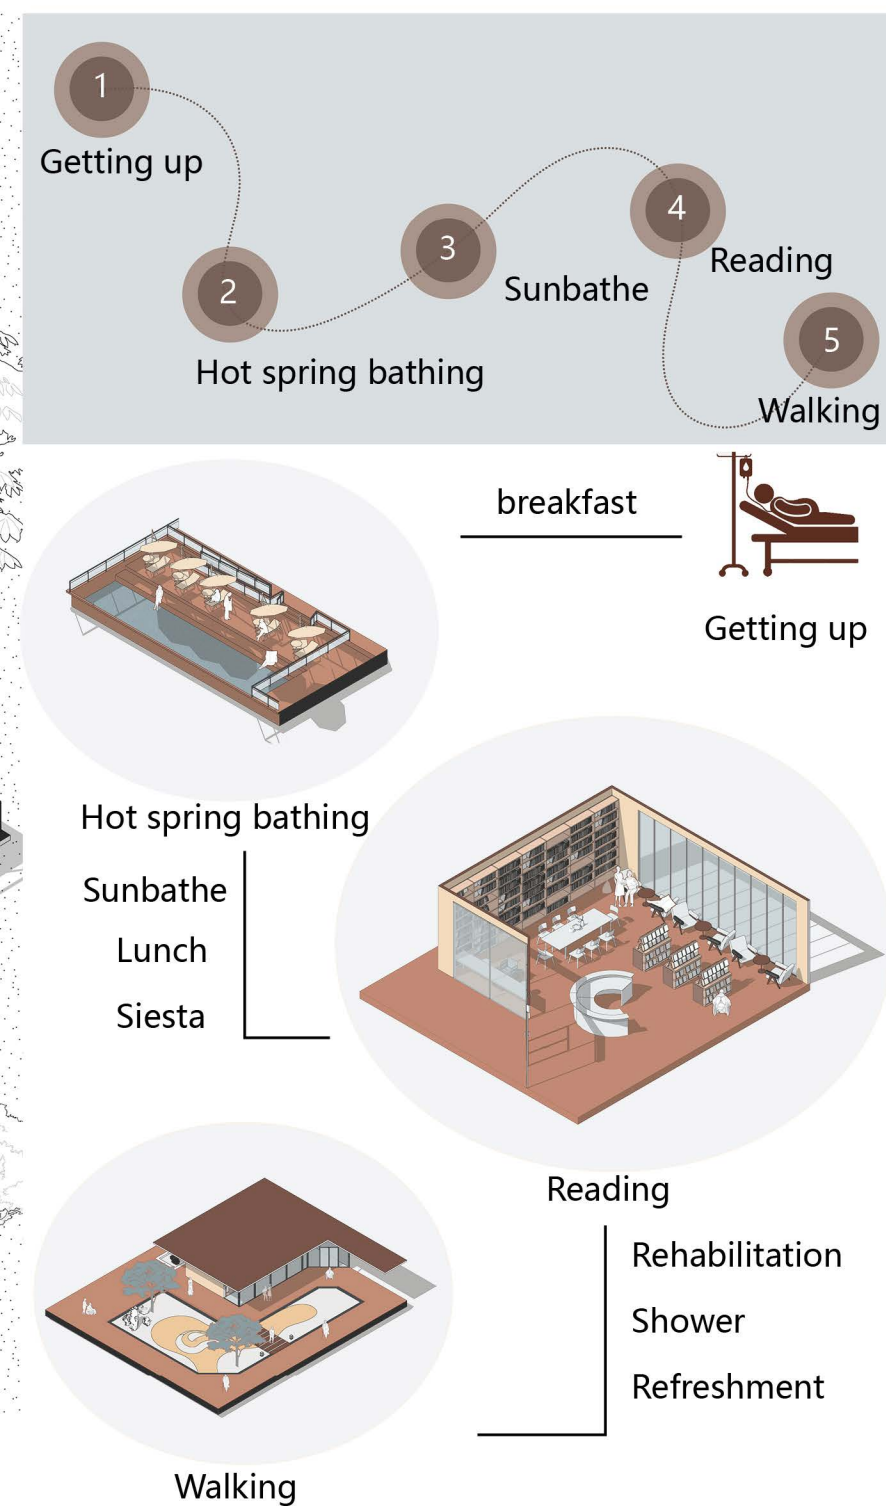 1
Getting up
2
Hot spring bathing
3
Sunbathe
4
Reading
5
Walking
breakfast
Getting up
Hot spring bathing
Sunbathe
Lunch
Siesta
Reading
Rehabilitation
Shower
Refreshment
Walking